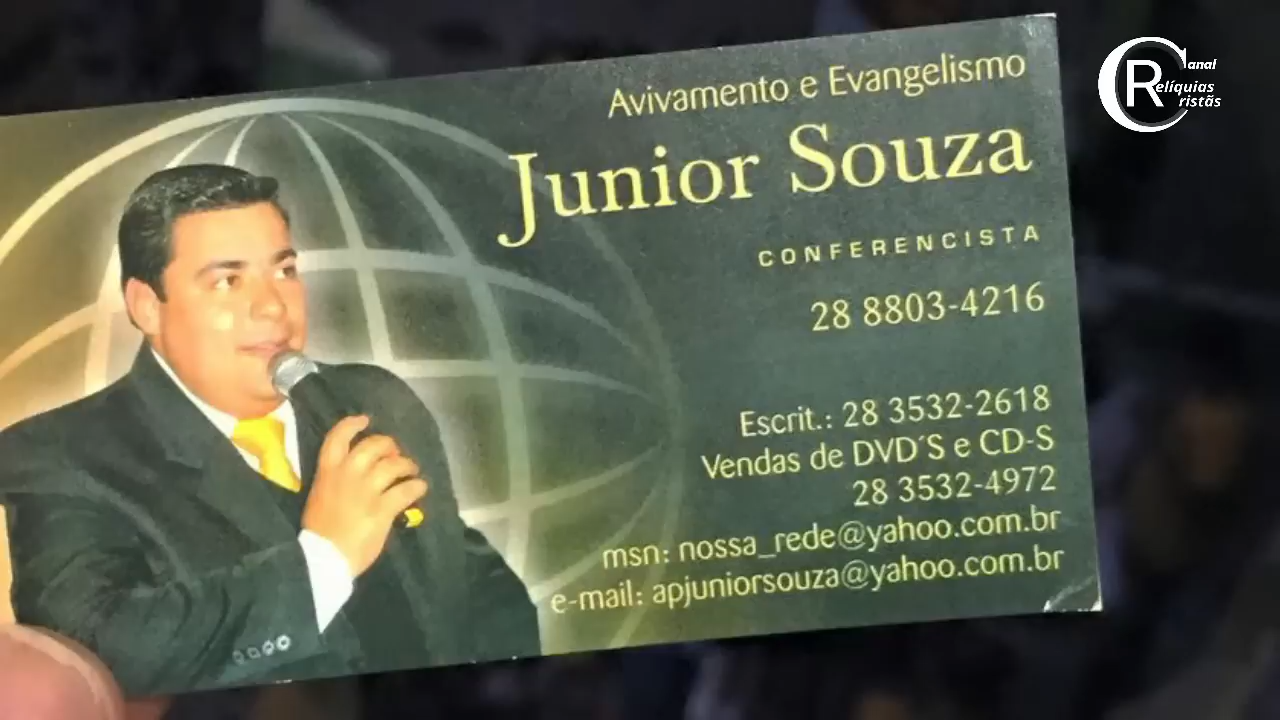 Avivamento e Evangelismo
Junior Souza
CONFERENCISTA
28 8803-4216
Escrit.: 28 3532-2618
Vendas de DVD´S e CD-S
28 3532-4972
msn: nossa_rede@yahoo.com.br
e-mail: apjuniorsouza@yahoo.com.br
Canal
Relíquias
Cristãs